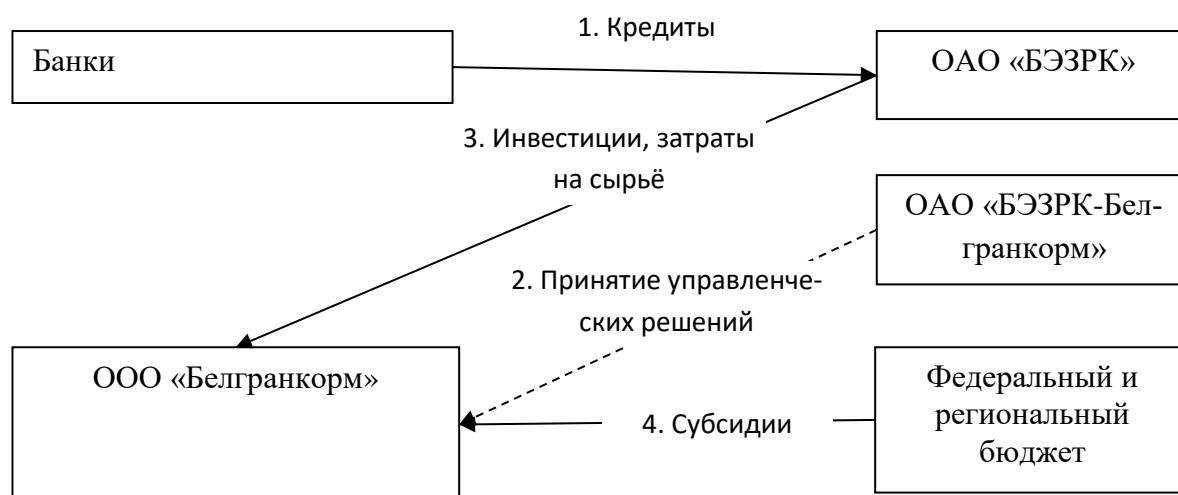 1. Кредиты
Банки
ОАО «БЭЗРК»
3. Инвестиции, затраты
на сырьё
ОАО «БЭЗРК-Бел-
гранкорм»
2. Принятие управленче-
ских решений
ООО «Белгранкорм»
Федеральный и
региональный
бюджет
4. Субсидии